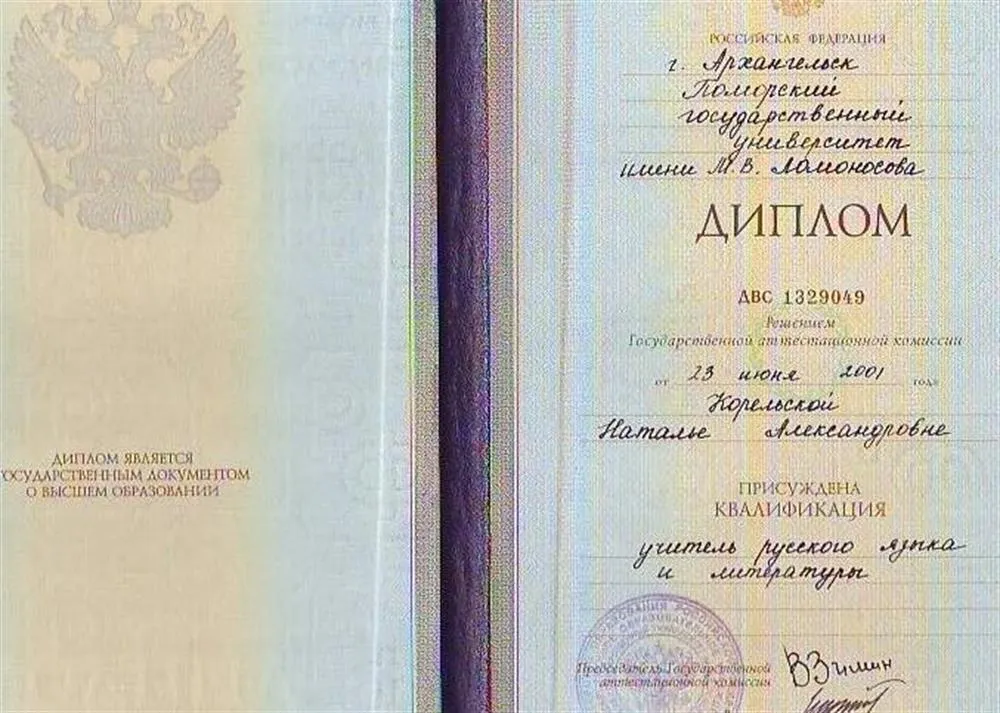 ДИПЛОМ ЯВЛЯЕТСЯ
ГОСУДАРСТВЕННЫМ ДОКУМЕНТОМ
О ВЫСШЕМ ОБРАЗОВАНИИ
РОССИЙСКАЯ ФЕДЕРАЦИЯ
г. Архангельск
Поморский
государственный
университет
имени М.В. Ломоносова
ДИПЛОМ
ДВС 1329049
Решением
Государственной аттестационной комиссии
от 23 июня 2001 года
Корельской
Наталье Александровне
ПРИСУЖДЕНА
КВАЛИФИКАЦИЯ
учитель русского языка
и литературы
Председатель Государственной
аттестационной комиссии